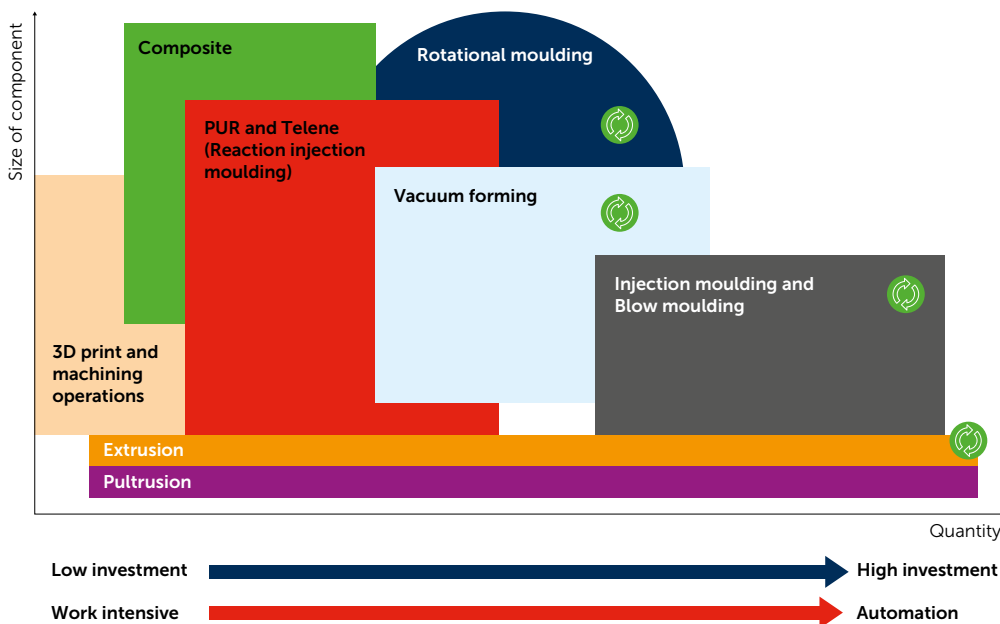 Size of component
Composite
Rotational moulding
PUR and Telene
(Reaction injection
moulding)
Vacuum forming
Injection moulding and
Blow moulding
3D print and
machining
operations
Extrusion
Pultrusion
Quantity
Low investment
High investment
Work intensive
Automation